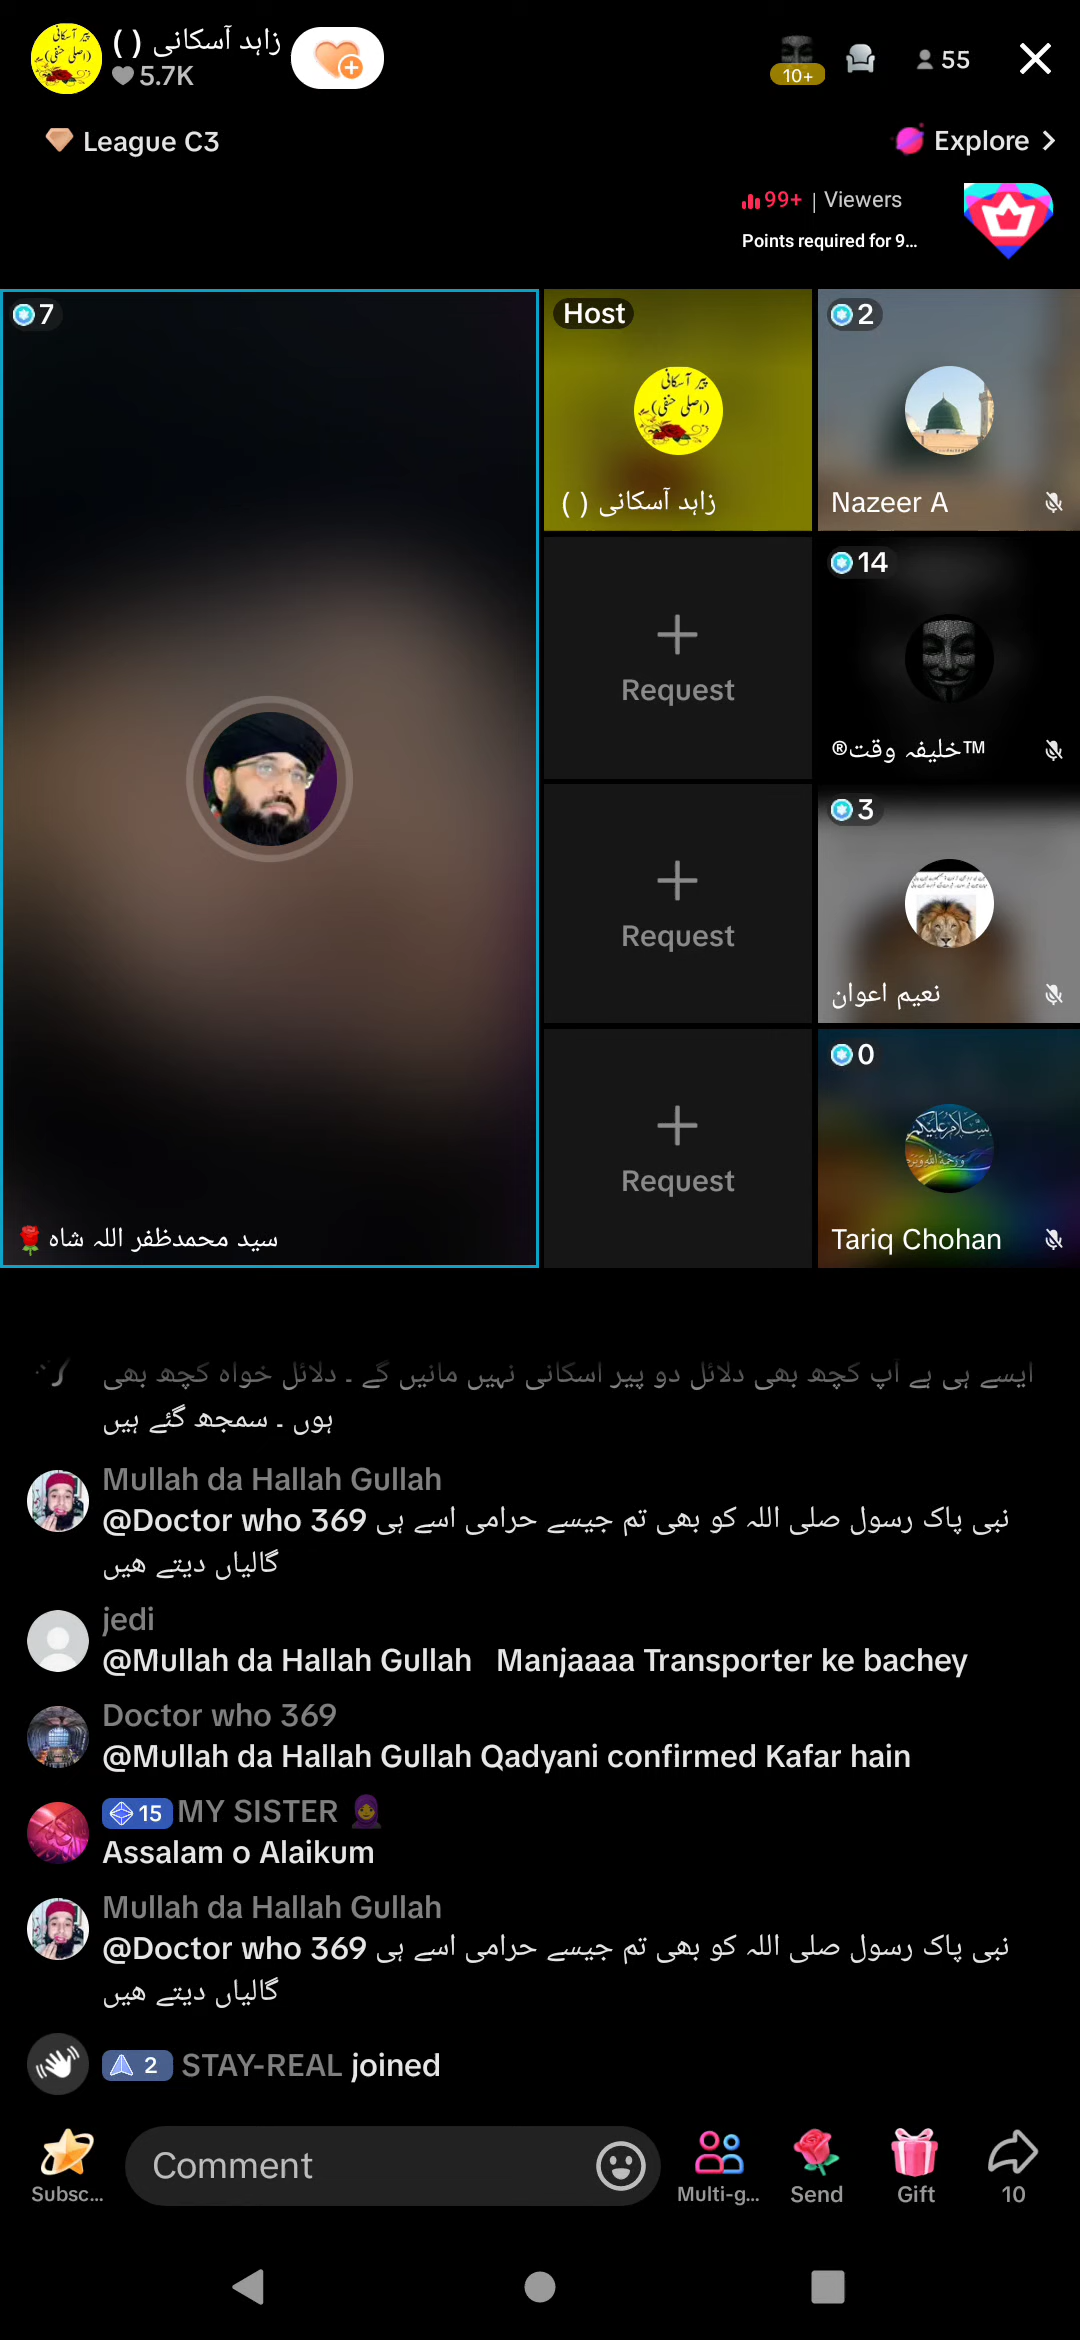 زاہد آسکانی ( )
5.7K
10+
55
League C3
Explore
99+ | Viewers
Points required for 9...
7
سید محمدظفر اللہ شاہ🌹
Host
پیر آسکانی
(اصلی حنفی)
زاہد آسکانی ( )
2
Nazeer A
Request
14
™خلیفہ وقت®
Request
3
نعیم اعوان
Request
0
Tariq Chohan
ایسے ہی ہے آپ کچھ بھی دلائل دو پیر اسکانی نہیں مانیں گے ۔ دلائل خواہ کچھ بھی
ہوں ۔ سمجھ گئے ہیں
Mullah da Hallah Gullah
@Doctor who 369 نبی پاک رسول صلی اللہ کو بھی تم جیسے حرامی اسے ہی
گالیاں دیتے ھیں
jedi
@Mullah da Hallah Gullah Manjaaaa Transporter ke bachey
Doctor who 369
@Mullah da Hallah Gullah Qadyani confirmed Kafar hain
15 MY SISTER 🧕
Assalam o Alaikum
Mullah da Hallah Gullah
@Doctor who 369 نبی پاک رسول صلی اللہ کو بھی تم جیسے حرامی اسے ہی
گالیاں دیتے ھیں
2 STAY-REAL joined
Comment
Subsc...
Multi-g...
Send
Gift
10